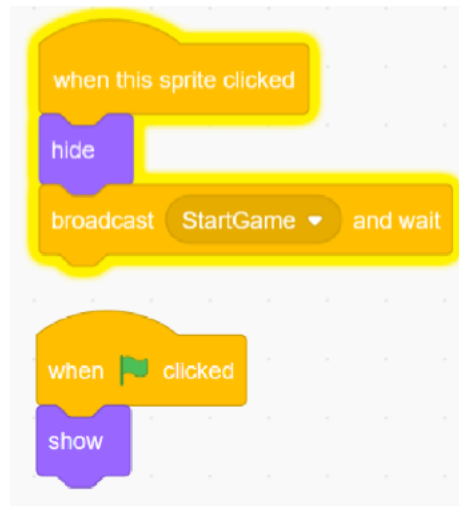 when this sprite clicked
hide
broadcast StartGame and wait
when clicked
show